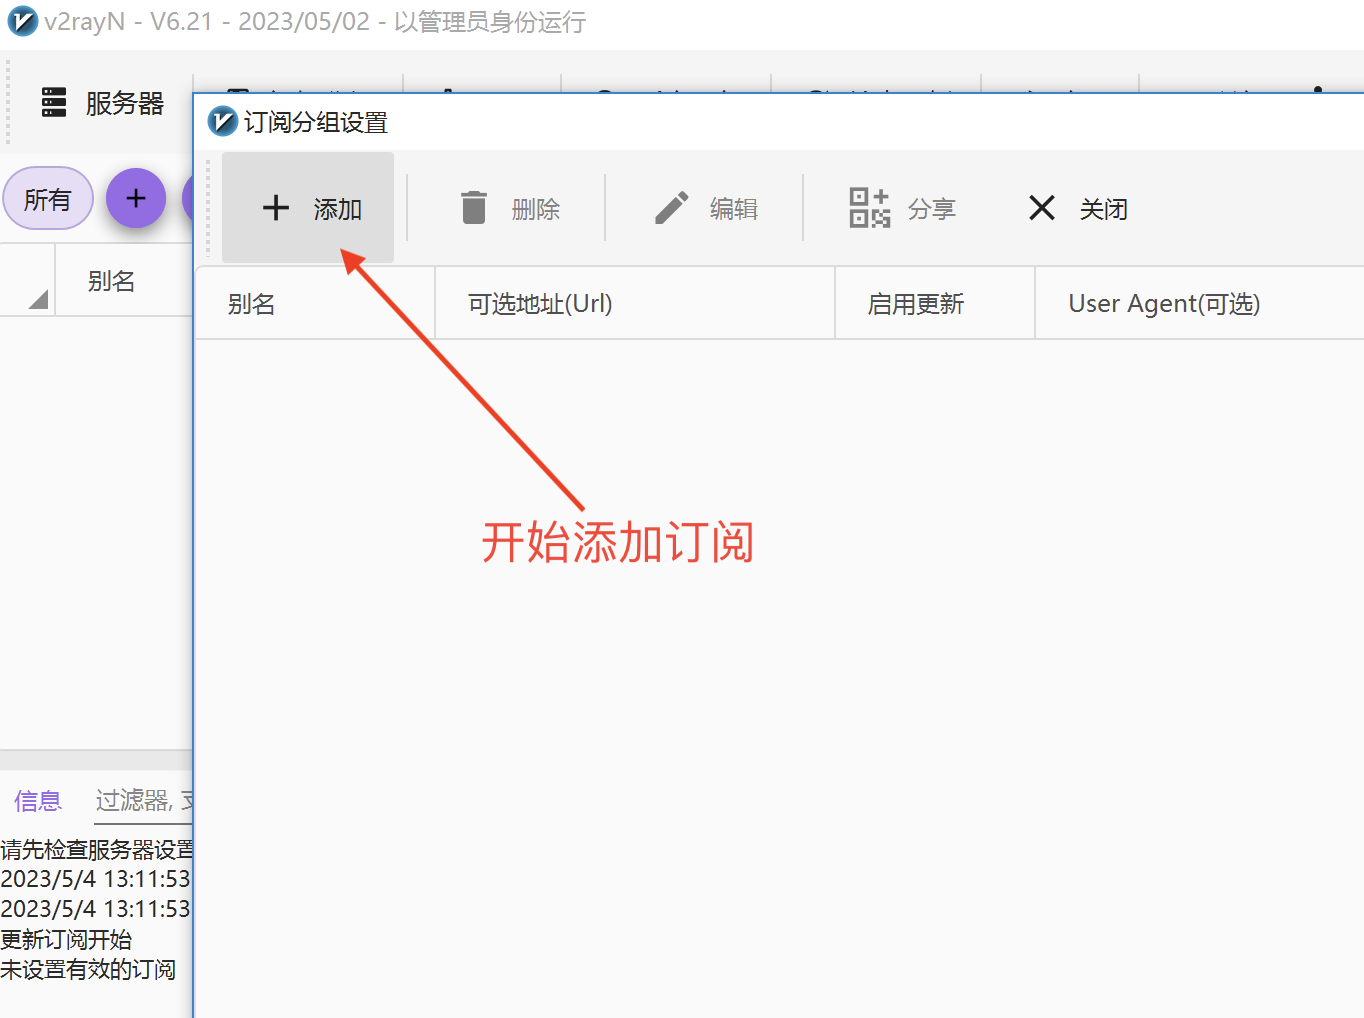 v2rayN - V6.21 - 2023/05/02 - 以管理员身份运行
服务器
订阅分组设置
所有
添加
删除
编辑
分享
关闭
别名
别名
可选地址(Url)
启用更新
User Agent(可选)
开始添加订阅
信息
过滤器,
请先检查服务器设置
2023/5/4 13:11:53
2023/5/4 13:11:53
更新订阅开始
未设置有效的订阅